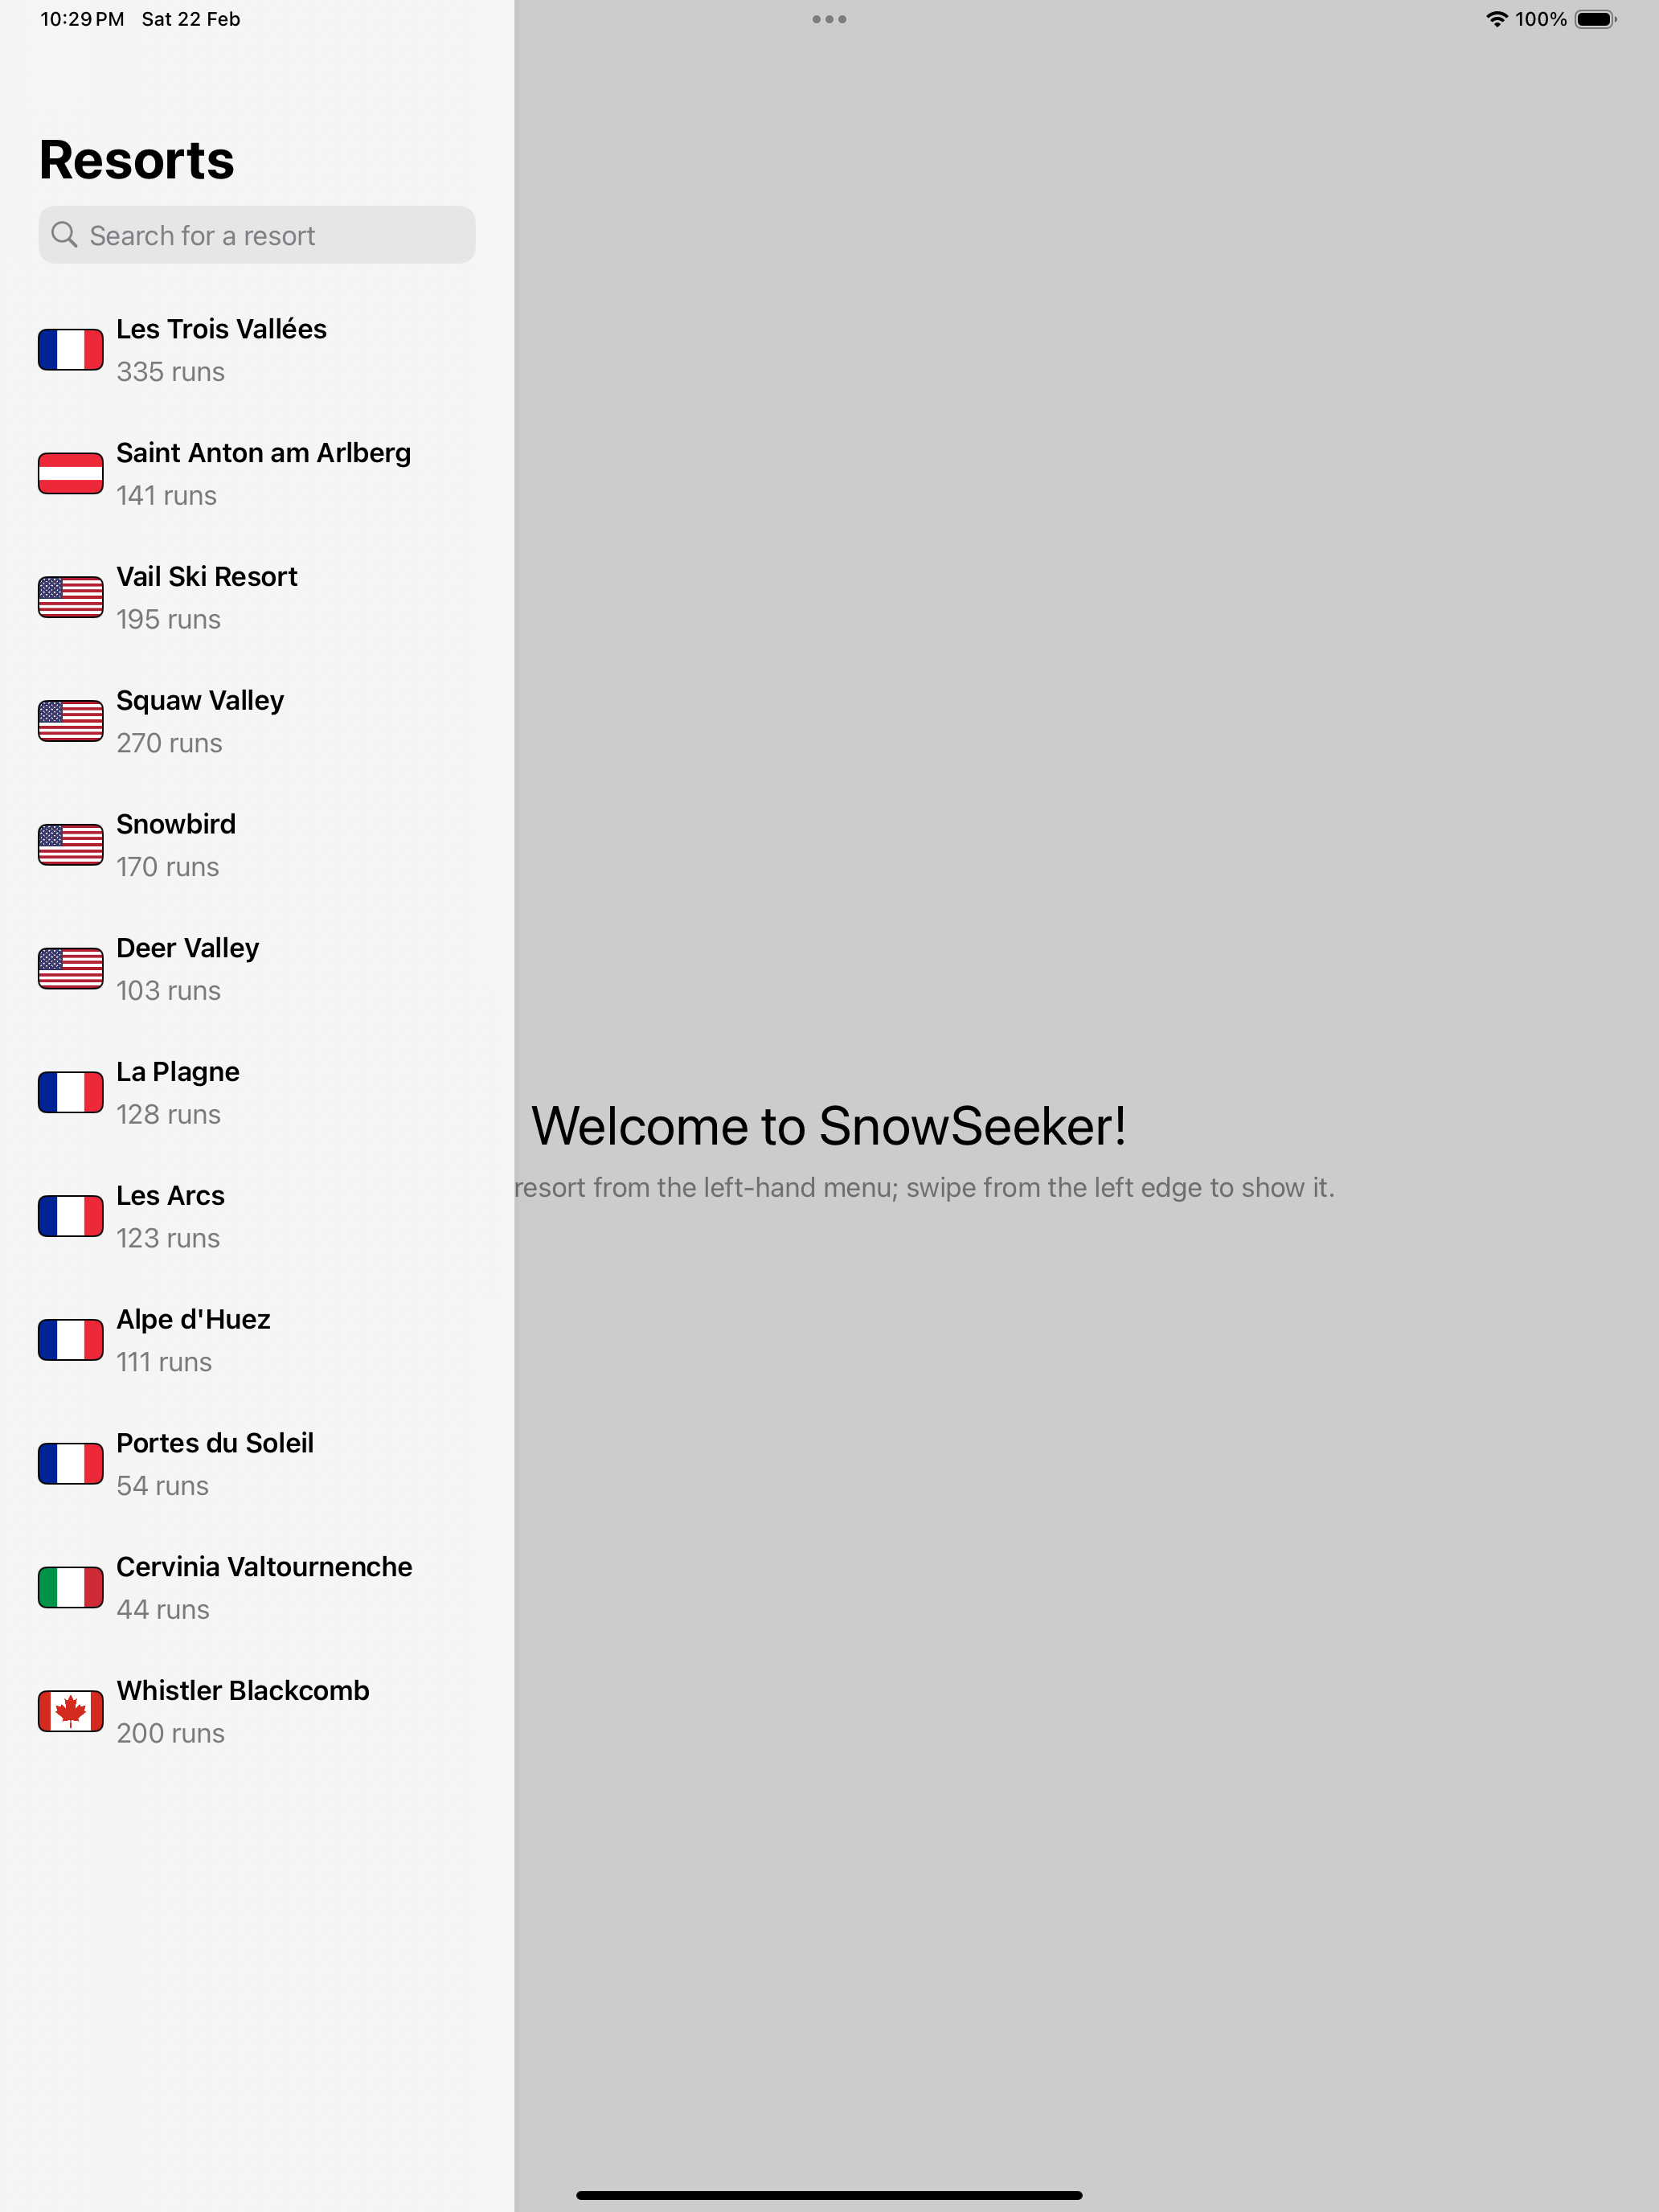 10:29 PM Sat 22 Feb
100%
Resorts
Search for a resort
Les Trois Vallées
335 runs
Saint Anton am Arlberg
141 runs
Vail Ski Resort
195 runs
Squaw Valley
270 runs
Snowbird
170 runs
Deer Valley
103 runs
La Plagne
128 runs
Les Arcs
123 runs
Alpe d'Huez
111 runs
Portes du Soleil
54 runs
Cervinia Valtournenche
44 runs
Whistler Blackcomb
200 runs
Welcome to SnowSeeker!
resort from the left-hand menu; swipe from the left edge to show it.